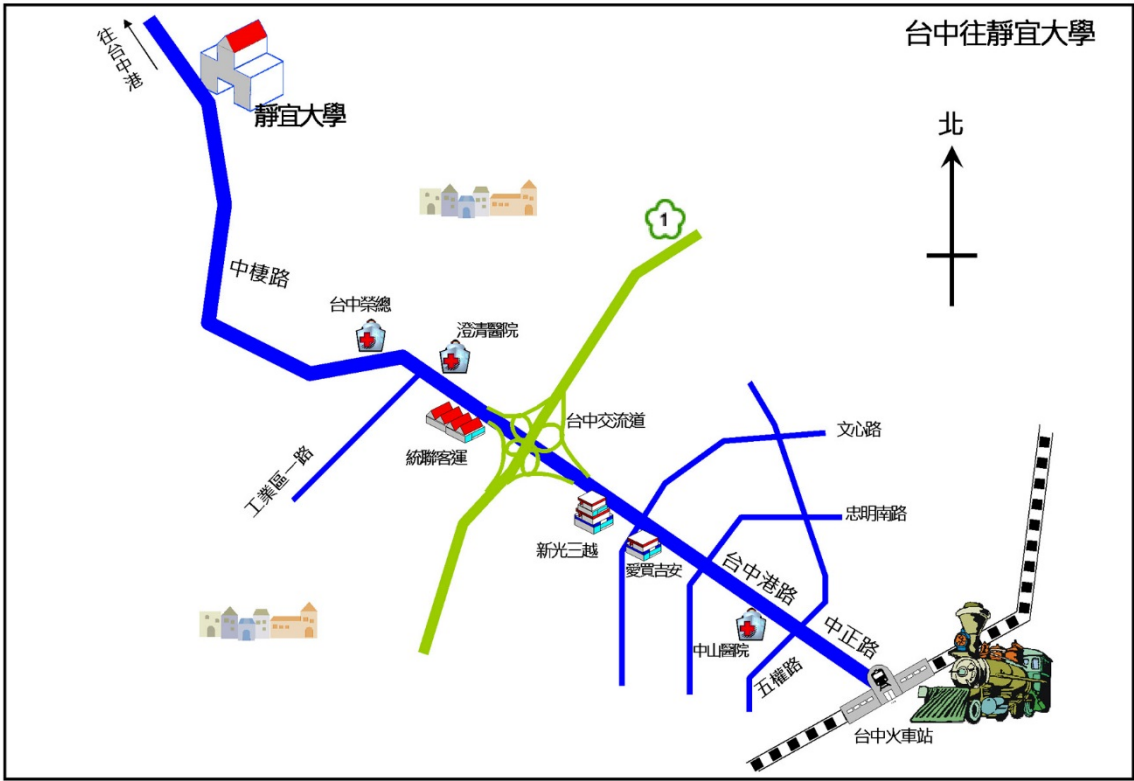 台中往靜宜大學
往台中港
靜宜大學
北
1
中棲路
台中榮總
澄清醫院
台中交流道
文心路
統聯客運
工業區一路
忠明南路
新光三越
愛買吉安
台中港路
中正路
中山醫院
五權路
台中火車站